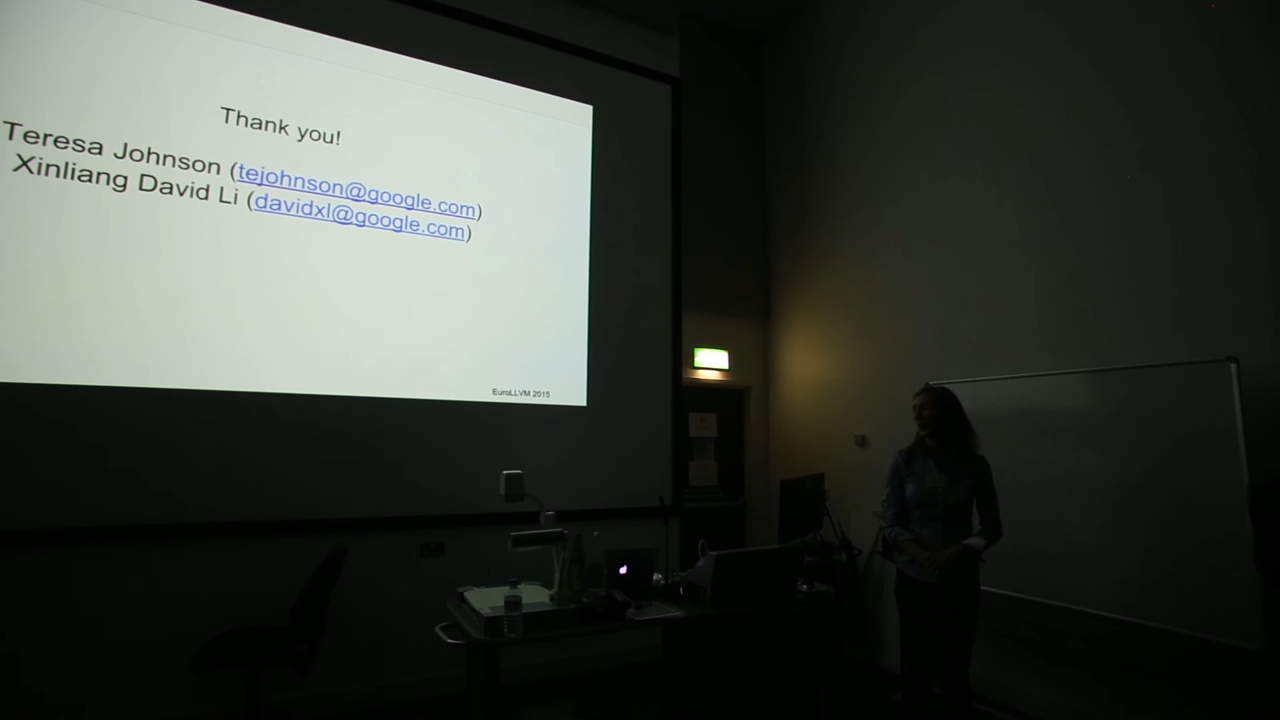 Thank you!
Teresa Johnson (tejohnson@google.com)
Xinliang David Li (davidxl@google.com)
EuroLLVM 2015